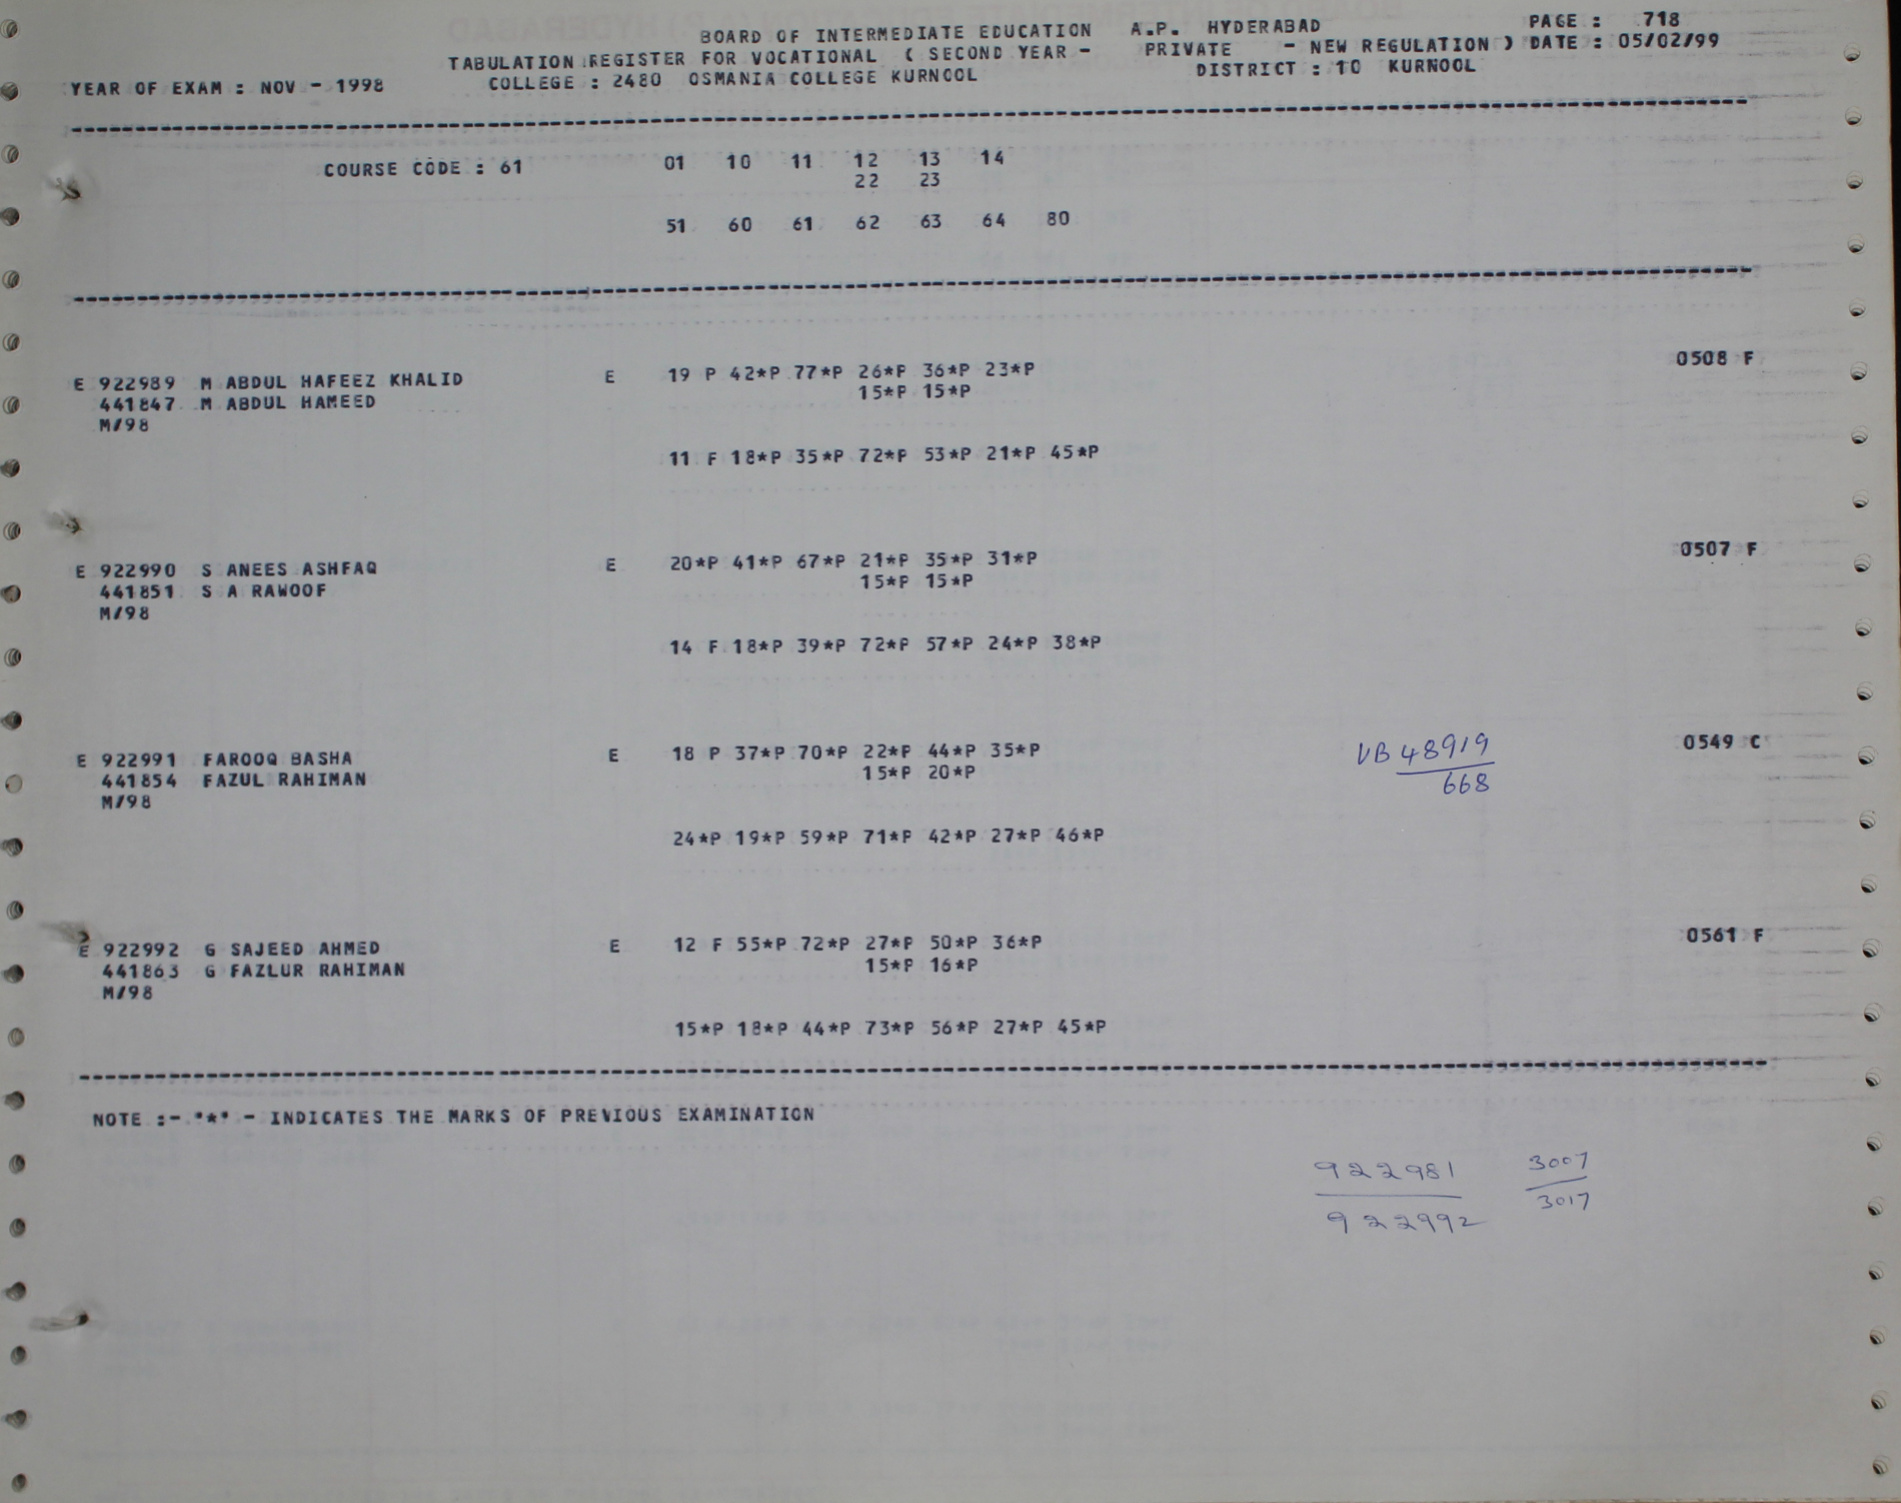 BOARD OF INTERMEDIATE EDUCATION A.P. HYDERABAD PAGE : 718
TABULATION REGISTER FOR VOCATIONAL ( SECOND YEAR - PRIVATE - NEW REGULATION ) DATE : 05/02/99
YEAR OF EXAM : NOV - 1998 COLLEGE : 2480 OSMANIA COLLEGE KURNOOL DISTRICT : 10 KURNOOL
COURSE CODE : 61 01 10 11 12 13 14
22 23
51 60 61 62 63 64 80
E 922989 M ABDUL HAFEEZ KHALID E 19 P 42*P 77*P 26*P 36*P 23*P 0508 F
441847 M ABDUL HAMEED 15*P 15*P
M/98
11 F 18*P 35*P 72*P 53*P 21*P 45*P
E 922990 S ANEES ASHFAQ E 20*P 41*P 67*P 21*P 35*P 31*P 0507 F
441851 S A RAWOOF 15*P 15*P
M/98
14 F 18*P 39*P 72*P 57*P 24*P 38*P
E 922991 FAROOQ BASHA E 18 P 37*P 70*P 22*P 44*P 35*P VB 48919 0549 C
441854 FAZUL RAHIMAN 15*P 20*P 668
M/98
24*P 19*P 59*P 71*P 42*P 27*P 46*P
E 922992 G SAJEED AHMED E 12 F 55*P 72*P 27*P 50*P 36*P 0561 F
441863 G FAZLUR RAHIMAN 15*P 16*P
M/98
15*P 18*P 44*P 73*P 56*P 27*P 45*P
NOTE :- '*' - INDICATES THE MARKS OF PREVIOUS EXAMINATION
922981 3007
922992 3017